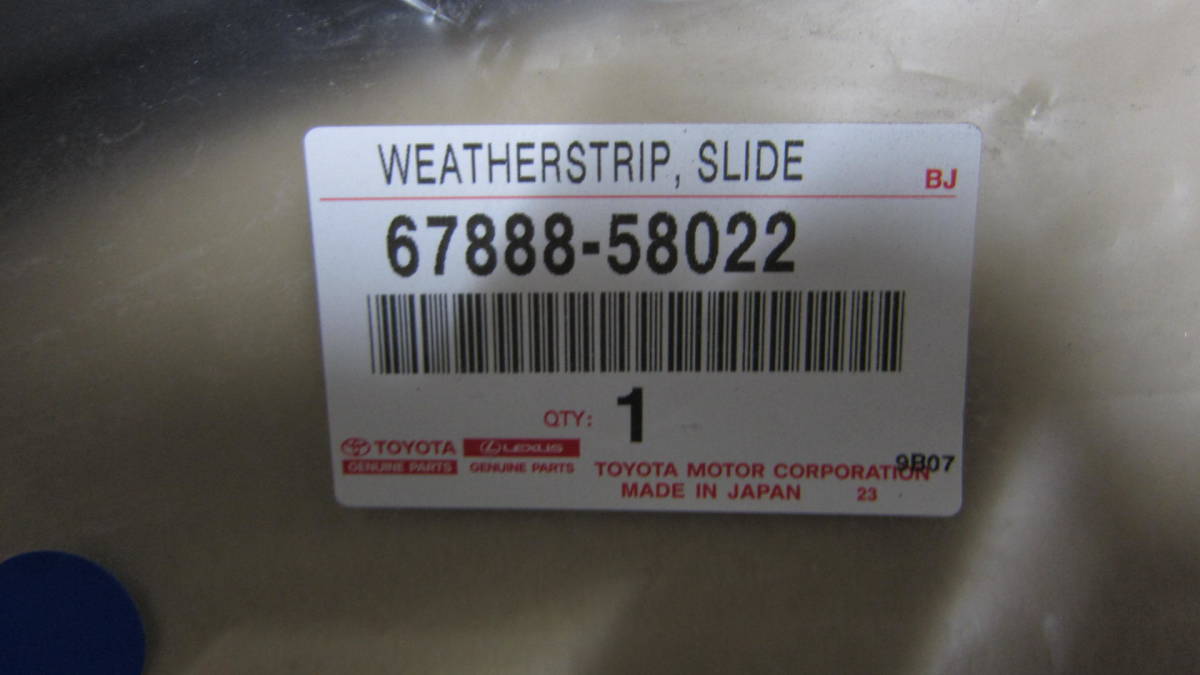 WEATHERSTRIP, SLIDE
BJ
67888-58022
QTY: 1
TOYOTA LEXUS
GENUINE PARTS GENUINE PARTS
TOYOTA MOTOR CORPORATION 9B07
MADE IN JAPAN 23